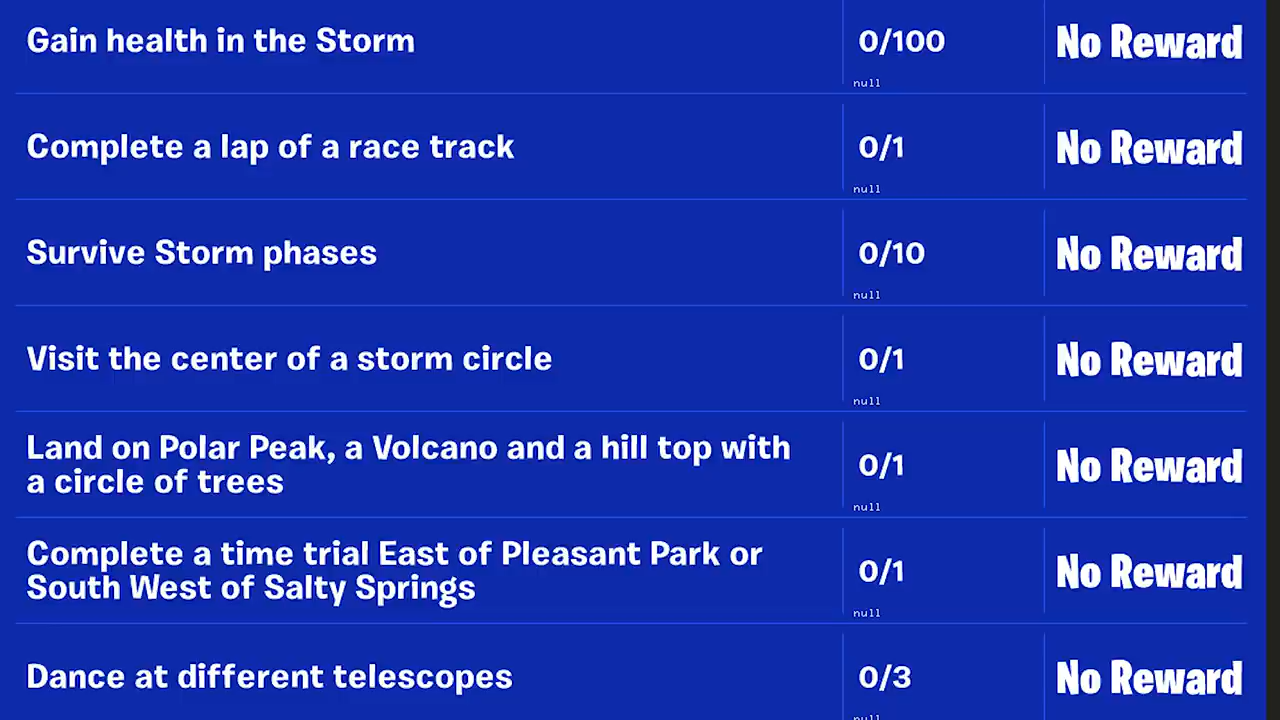 Gain health in the Storm
0/100
No Reward
null
Complete a lap of a race track
0/1
No Reward
null
Survive Storm phases
0/10
No Reward
null
Visit the center of a storm circle
0/1
No Reward
null
Land on Polar Peak, a Volcano and a hill top with
a circle of trees
0/1
No Reward
null
Complete a time trial East of Pleasant Park or
South West of Salty Springs
0/1
No Reward
null
Dance at different telescopes
0/3
No Reward
null